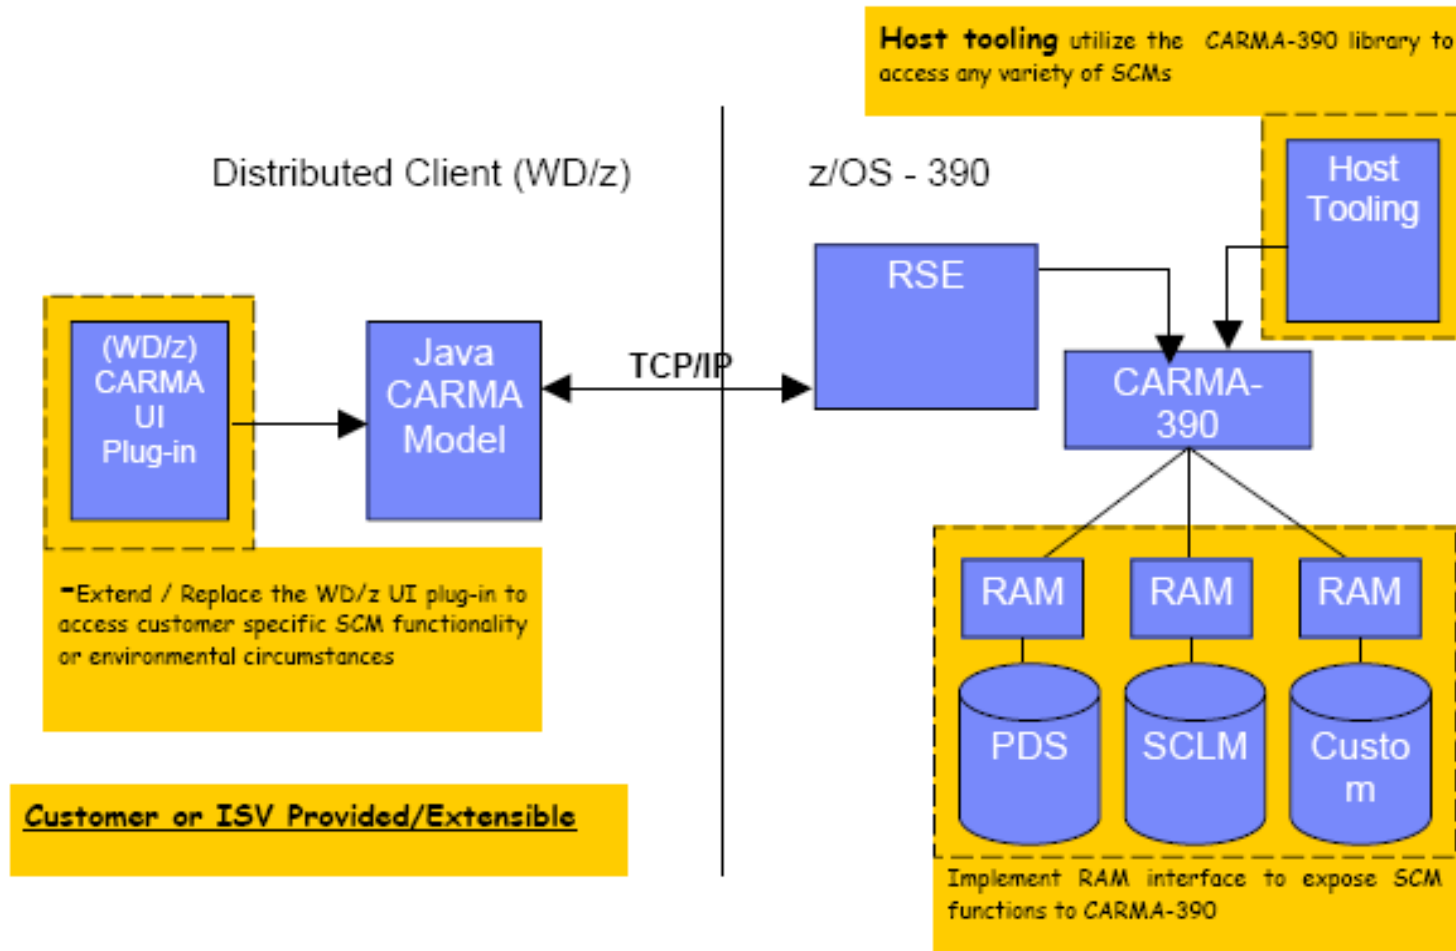 Host tooling utilize the CARMA-390 library to
access any variety of SCMs
Distributed Client (WD/z)
z/OS - 390
Host
Tooling
RSE
(WD/z)
CARMA
UI
Plug-in
Java
CARMA
Model
TCP/IP
CARMA-
390
-Extend / Replace the WD/z UI plug-in to
access customer specific SCM functionality
or environmental circumstances
RAM
RAM
RAM
PDS
SCLM
Custo
m
Customer or ISV Provided/Extensible
Implement RAM interface to expose SCM
functions to CARMA-390